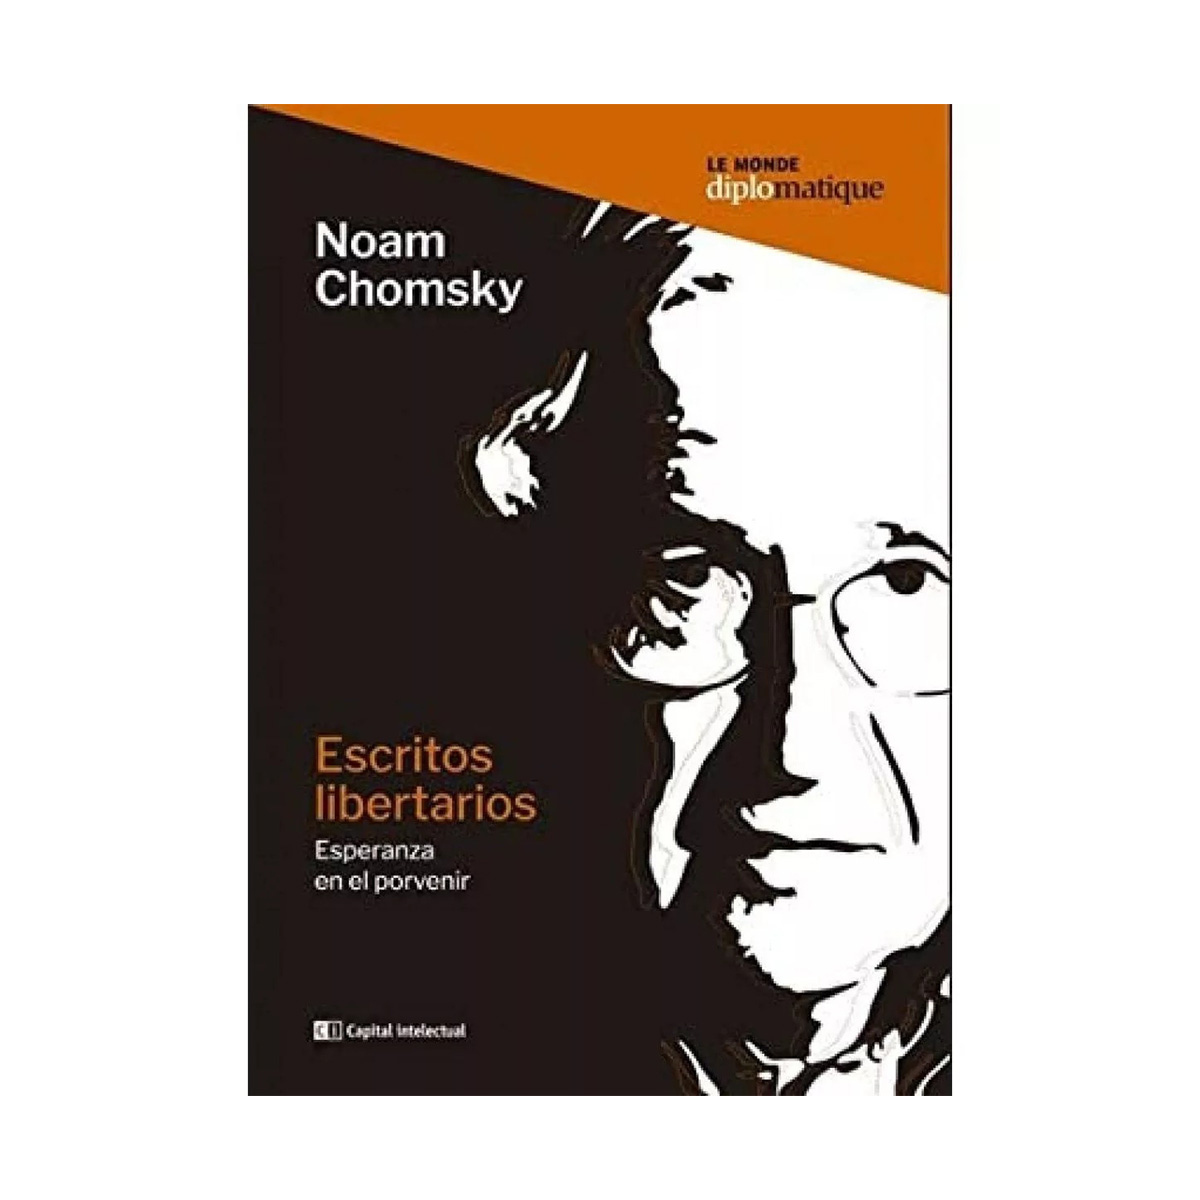 LE MONDE
diplomatique
Noam
Chomsky
Escritos
libertarios
Esperanza
en el porvenir
CI Capital Intelectual